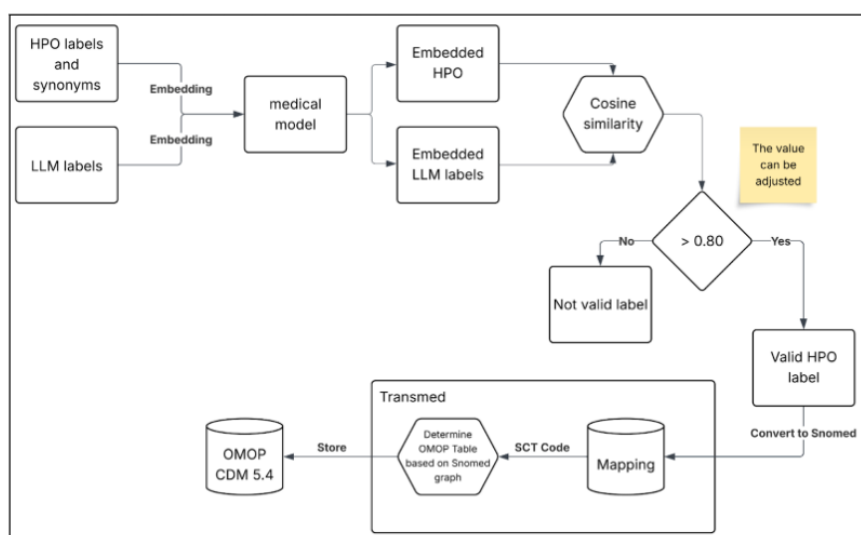 HPO labels
and
synonyms
Embedding
Embedding
LLM labels
medical
model
Embedded
HPO
Embedded
LLM labels
Cosine
similarity
The value
can be
adjusted
No
> 0.80
Yes
Not valid label
Valid HPO
label
Convert to Snomed
Transmed
Mapping
SCT Code
Determine
OMOP Table
based on Snomed
graph
Store
OMOP
CDM 5.4